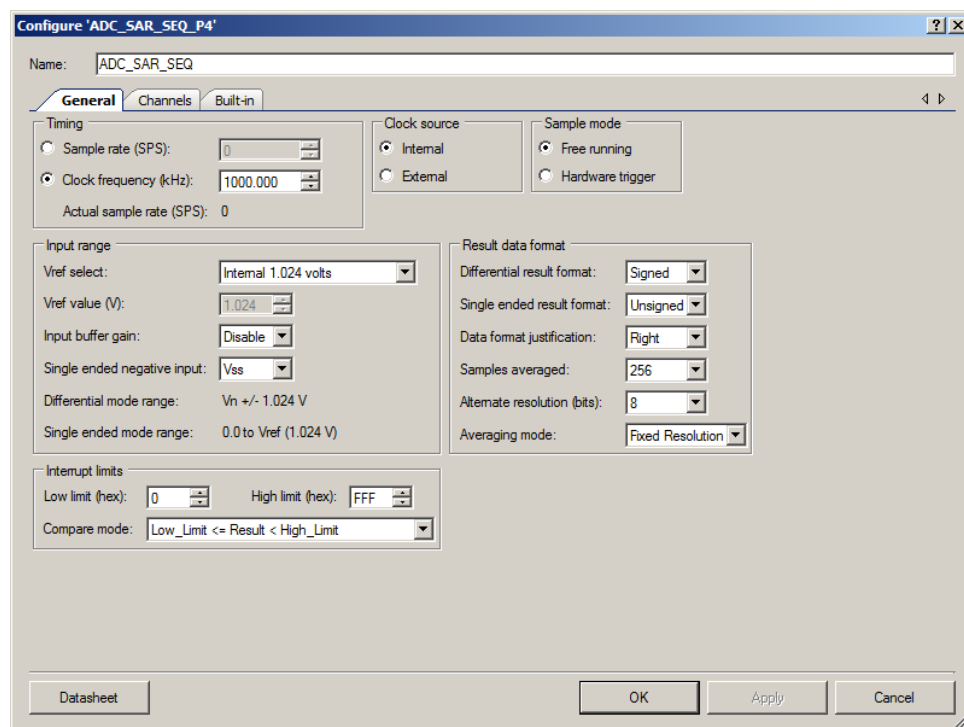 Configure 'ADC_SAR_SEQ_P4'
Name: ADC_SAR_SEQ
General Channels Built-in
Timing
Sample rate (SPS): 0
Clock frequency (kHz): 1000.000
Actual sample rate (SPS): 0
Clock source
Internal
External
Sample mode
Free running
Hardware trigger
Input range
Vref select: Internal 1.024 volts
Vref value (V): 1.024
Input buffer gain: Disable
Single ended negative input: Vss
Differential mode range: Vn +/- 1.024 V
Single ended mode range: 0.0 to Vref (1.024 V)
Result data format
Differential result format: Signed
Single ended result format: Unsigned
Data format justification: Right
Samples averaged: 256
Alternate resolution (bits): 8
Averaging mode: Fixed Resolution
Interrupt limits
Low limit (hex): 0 High limit (hex): FFF
Compare mode: Low_Limit <= Result < High_Limit
Datasheet OK Apply Cancel